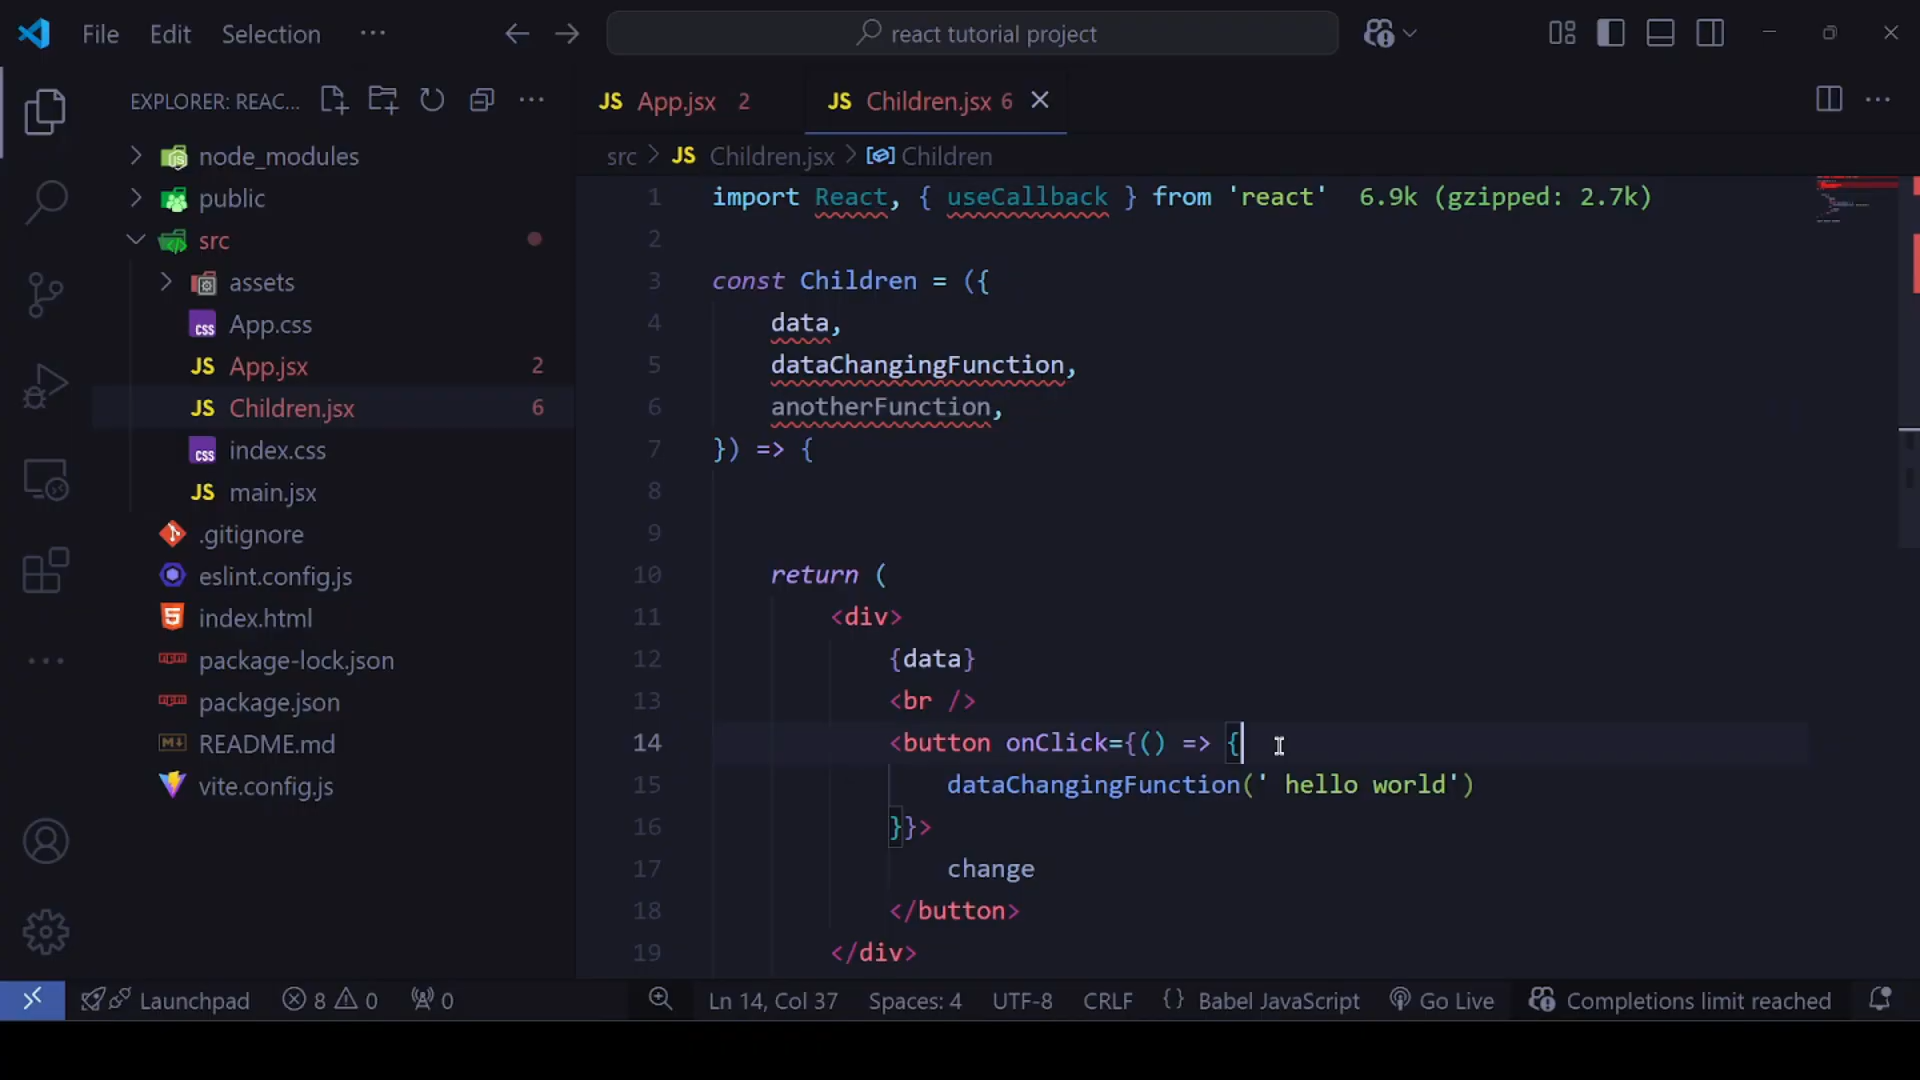 File Edit Selection ···
react tutorial project
EXPLORER: REAC...
node_modules
public
src
assets
App.css
App.jsx 2
Children.jsx 6
index.css
main.jsx
.gitignore
eslint.config.js
index.html
package-lock.json
package.json
README.md
vite.config.js
JS App.jsx 2
JS Children.jsx 6
src > JS Children.jsx > Children
1 import React, { useCallback } from 'react' 6.9k (gzipped: 2.7k)
2
3 const Children = ({
4 data,
5 dataChangingFunction,
6 anotherFunction,
7 }) => {
8
9
10 return (
11 <div>
12 {data}
13 <br />
14 <button onClick={() => {
15 dataChangingFunction(' hello world')
16 }}>
17 change
18 </button>
19 </div>
Launchpad 8 0 0 Ln 14, Col 37 Spaces: 4 UTF-8 CRLF {} Babel JavaScript Go Live Completions limit reached